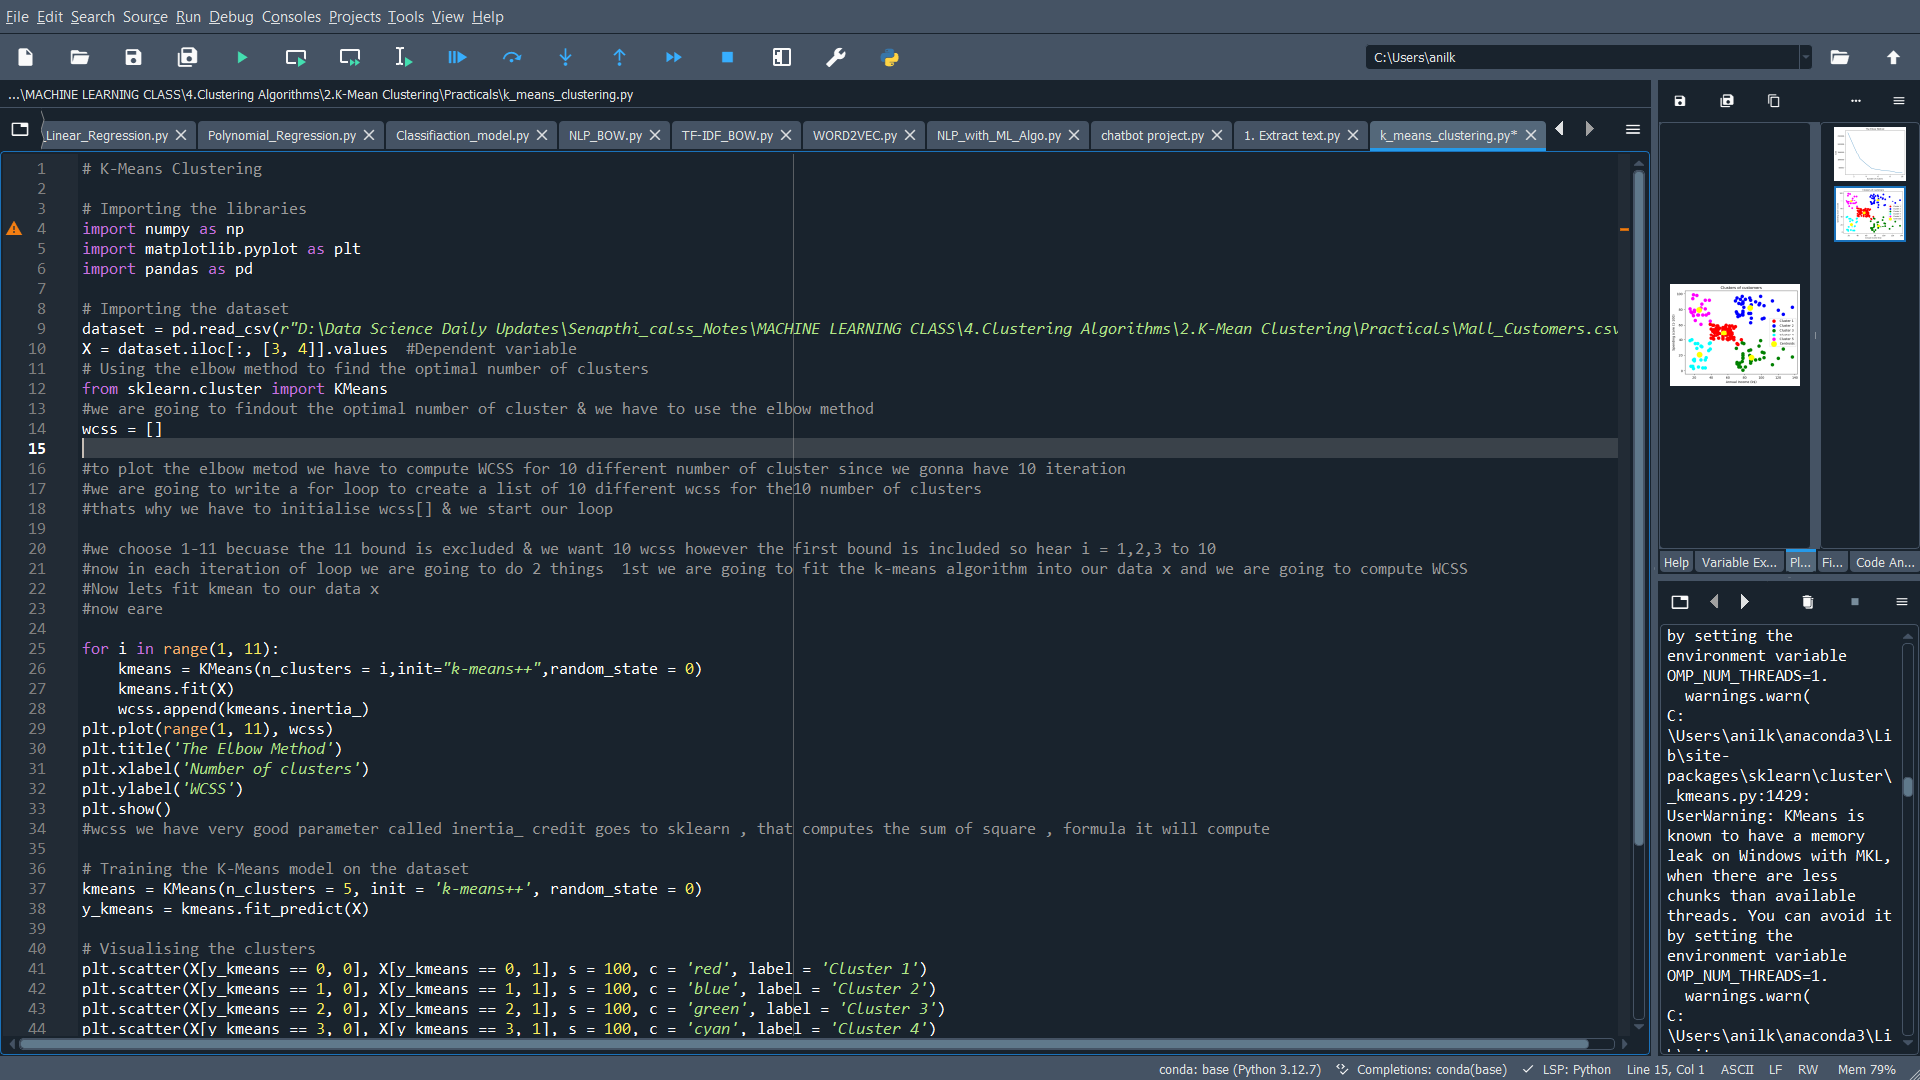 File Edit Search Source Run Debug Consoles Projects Tools View Help
C:\Users\anilk
...\MACHINE LEARNING CLASS\4.Clustering Algorithms\2.K-Mean Clustering\Practicals\k_means_clustering.py
Linear_Regression.py Polynomial_Regression.py Classifiaction_model.py NLP_BOW.py TF-IDF_BOW.py WORD2VEC.py NLP_with_ML_Algo.py chatbot project.py 1. Extract text.py k_means_clustering.py*
1 # K-Means Clustering
2
3 # Importing the libraries
4 import numpy as np
5 import matplotlib.pyplot as plt
6 import pandas as pd
7
8 # Importing the dataset
9 dataset = pd.read_csv(r"D:\Data Science Daily Updates\Senapthi_calss_Notes\MACHINE LEARNING CLASS\4.Clustering Algorithms\2.K-Mean Clustering\Practicals\Mall_Customers.csv
10 X = dataset.iloc[:, [3, 4]].values  #Dependent variable
11 # Using the elbow method to find the optimal number of clusters
12 from sklearn.cluster import KMeans
13 #we are going to findout the optimal number of cluster & we have to use the elbow method
14 wcss = []
15
16 #to plot the elbow metod we have to compute WCSS for 10 different number of cluster since we gonna have 10 iteration
17 #we are going to write a for loop to create a list of 10 different wcss for the10 number of clusters
18 #thats why we have to initialise wcss[] & we start our loop
19
20 #we choose 1-11 becuase the 11 bound is excluded & we want 10 wcss however the first bound is included so hear i = 1,2,3 to 10
21 #now in each iteration of loop we are going to do 2 things  1st we are going to fit the k-means algorithm into our data x and we are going to compute WCSS
22 #Now lets fit kmean to our data x
23 #now eare
24
25 for i in range(1, 11):
26     kmeans = KMeans(n_clusters = i,init="k-means++",random_state = 0)
27     kmeans.fit(X)
28     wcss.append(kmeans.inertia_)
29 plt.plot(range(1, 11), wcss)
30 plt.title('The Elbow Method')
31 plt.xlabel('Number of clusters')
32 plt.ylabel('WCSS')
33 plt.show()
34 #wcss we have very good parameter called inertia_ credit goes to sklearn , that computes the sum of square , formula it will compute
35
36 # Training the K-Means model on the dataset
37 kmeans = KMeans(n_clusters = 5, init = 'k-means++', random_state = 0)
38 y_kmeans = kmeans.fit_predict(X)
39
40 # Visualising the clusters
41 plt.scatter(X[y_kmeans == 0, 0], X[y_kmeans == 0, 1], s = 100, c = 'red', label = 'Cluster 1')
42 plt.scatter(X[y_kmeans == 1, 0], X[y_kmeans == 1, 1], s = 100, c = 'blue', label = 'Cluster 2')
43 plt.scatter(X[y_kmeans == 2, 0], X[y_kmeans == 2, 1], s = 100, c = 'green', label = 'Cluster 3')
44 plt.scatter(X[y_kmeans == 3, 0], X[y_kmeans == 3, 1], s = 100, c = 'cyan', label = 'Cluster 4')
Clusters of customers
Help Variable Ex... Pl... Fi... Code An...
by setting the
environment variable
OMP_NUM_THREADS=1.
warnings.warn(
C:
\Users\anilk\anaconda3\Li
b\site-
packages\sklearn\cluster\
_kmeans.py:1429:
UserWarning: KMeans is
known to have a memory
leak on Windows with MKL,
when there are less
chunks than available
threads. You can avoid it
by setting the
environment variable
OMP_NUM_THREADS=1.
warnings.warn(
C:
\Users\anilk\anaconda3\Li
conda: base (Python 3.12.7) Completions: conda(base) LSP: Python Line 15, Col 1 ASCII LF RW Mem 79%